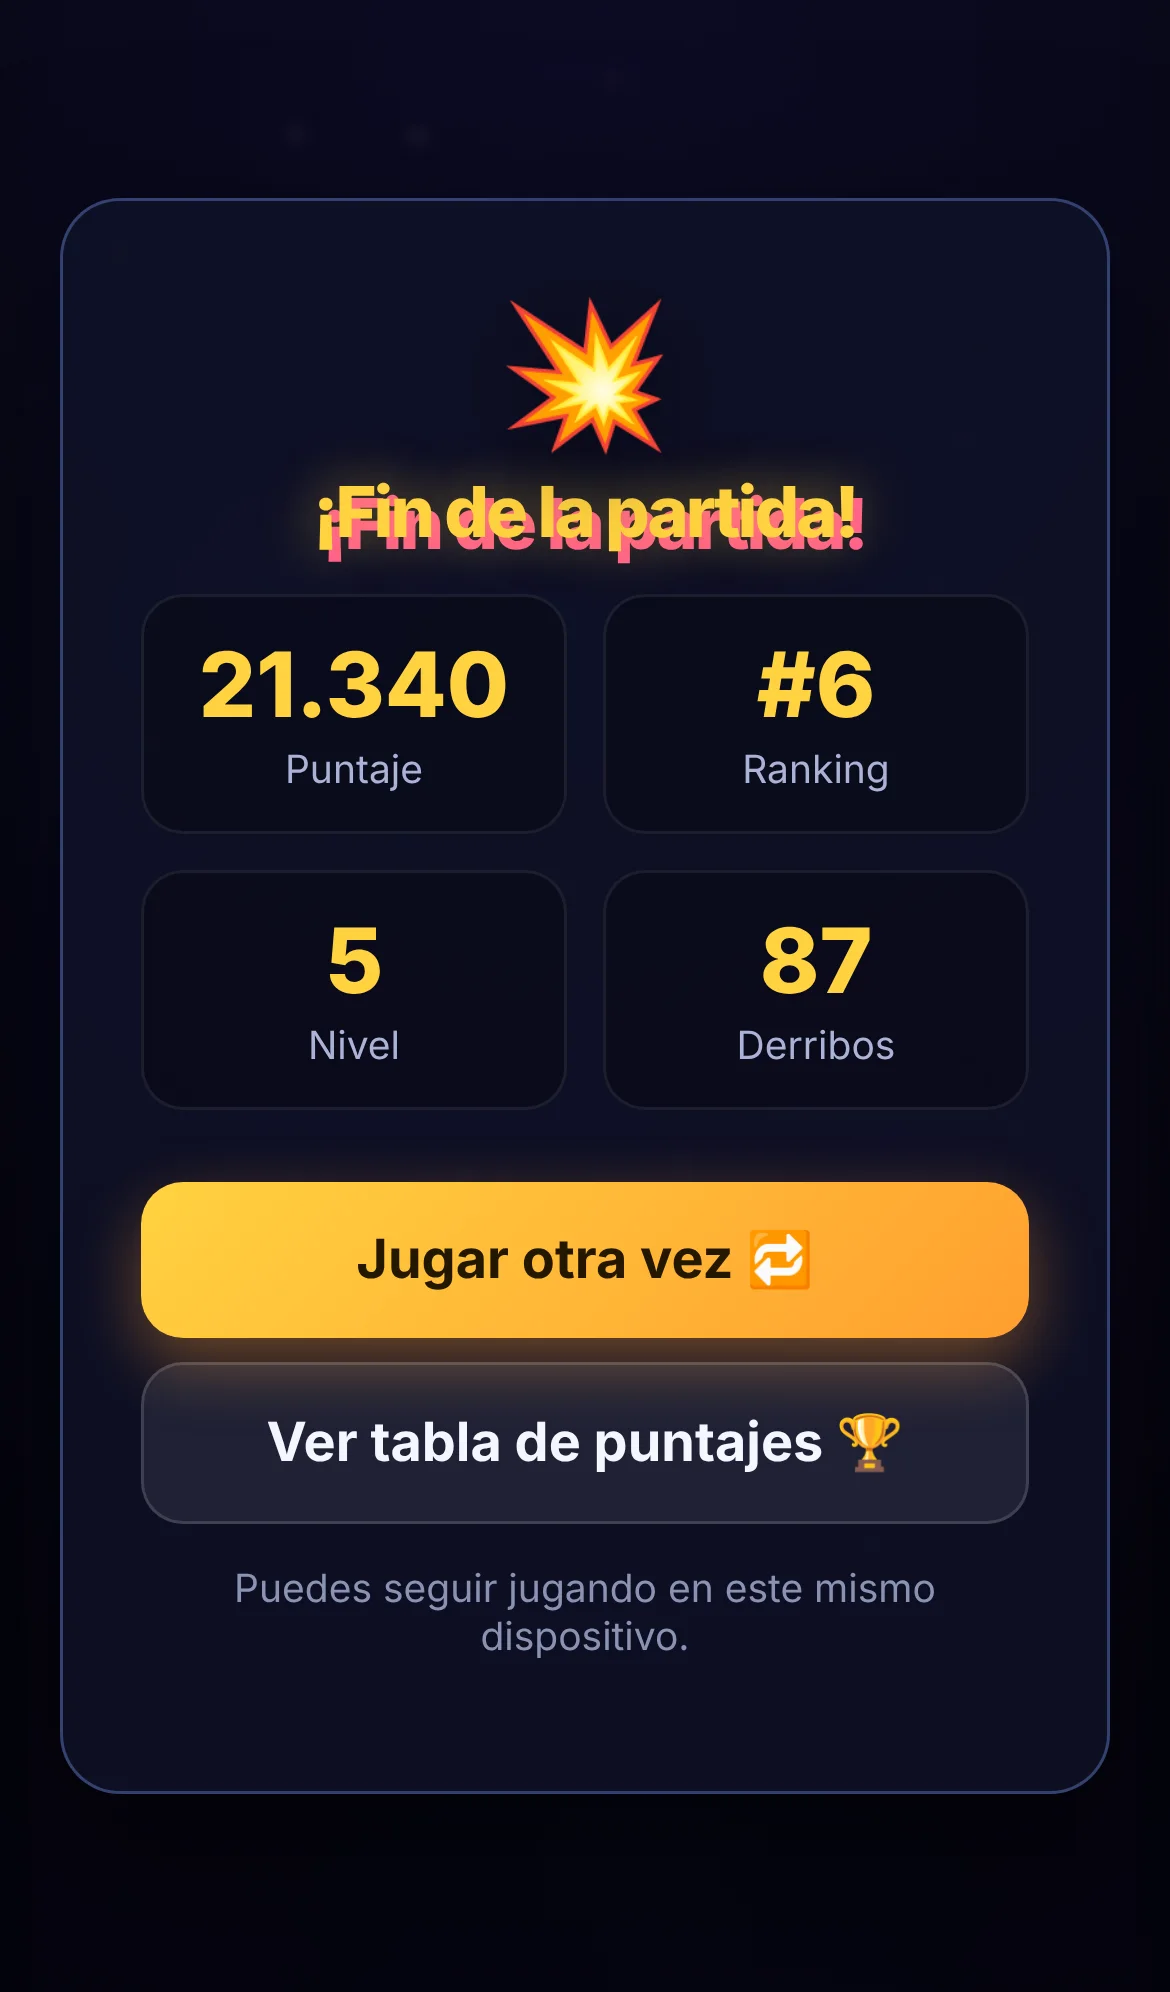 ¡Fin de la partida!
21.340
Puntaje
#6
Ranking
5
Nivel
87
Derribos
Jugar otra vez 🔁
Ver tabla de puntajes 🏆
Puedes seguir jugando en este mismo
dispositivo.